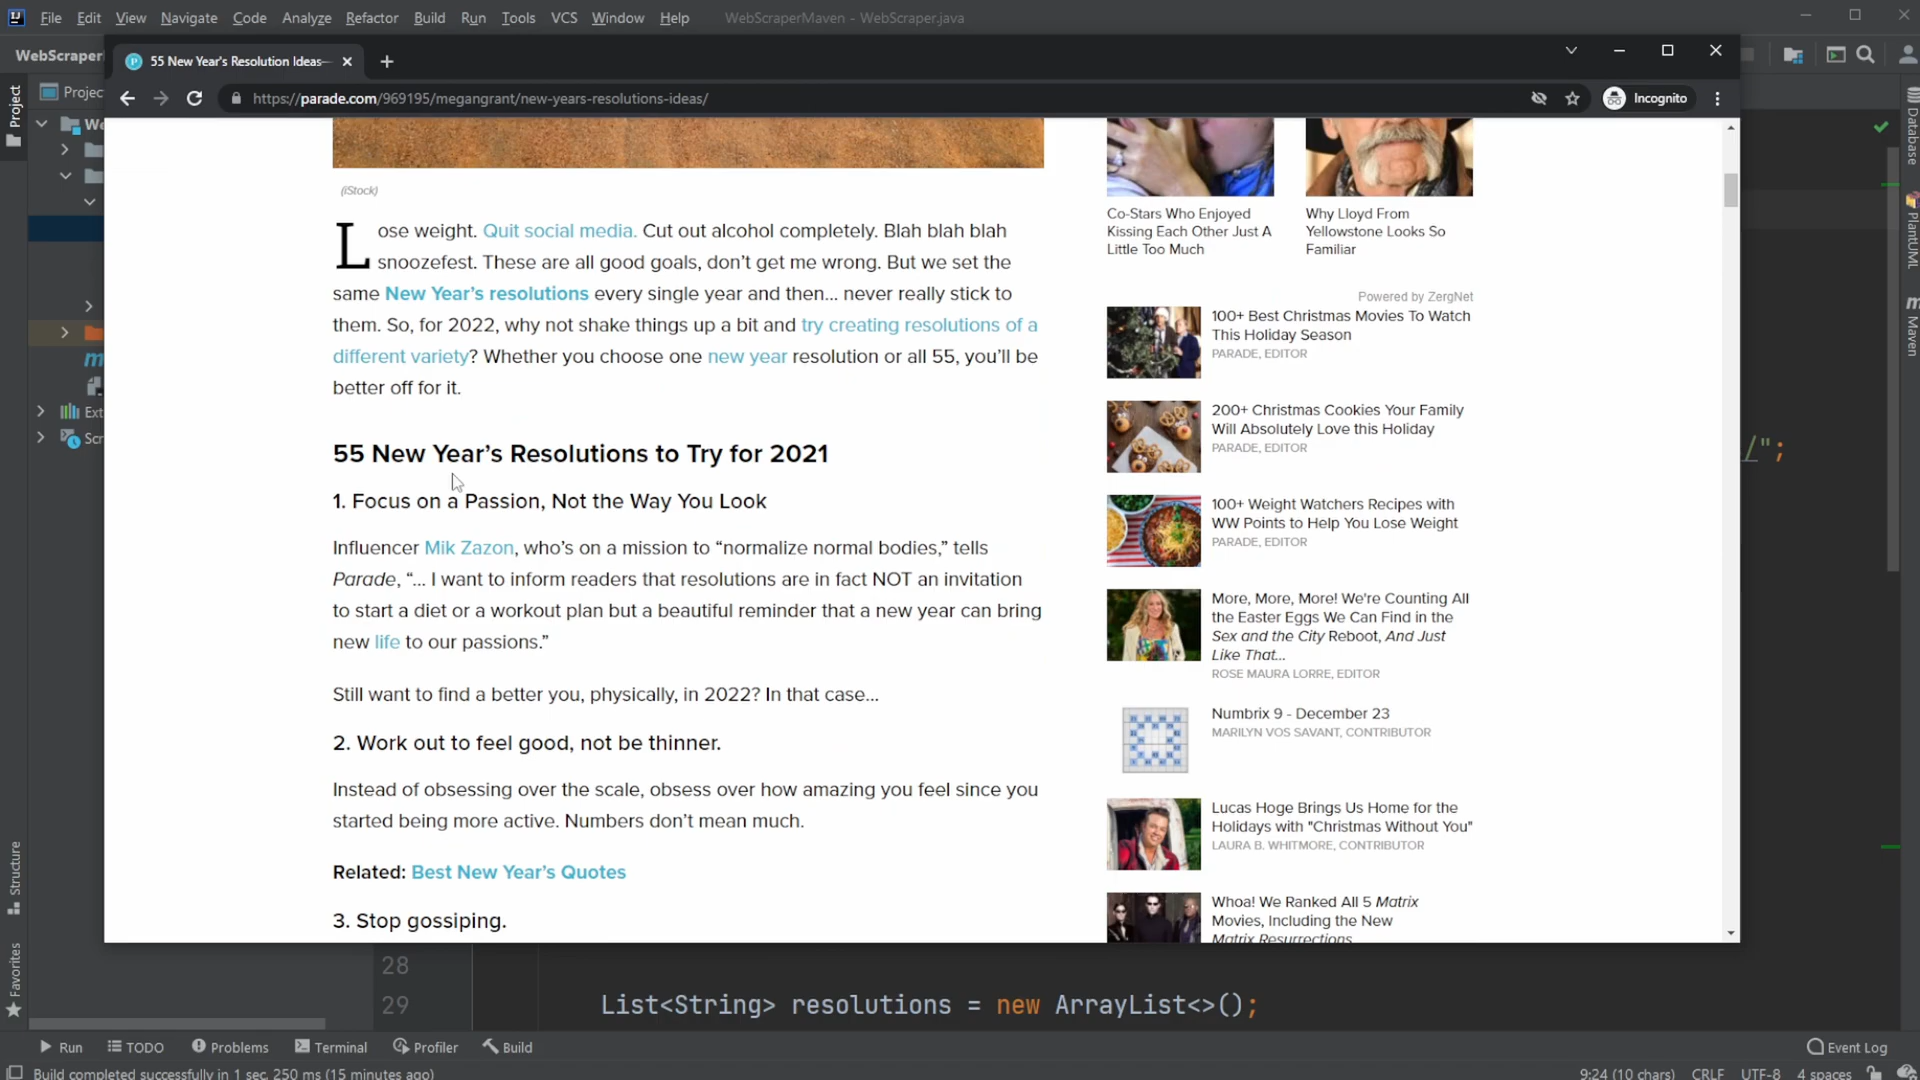 File Edit View Navigate Code Analyze Refactor Build Run Tools VCS Window Help WebScraperMaven - WebScraper.java
WebScraper
55 New Year's Resolution Ideas—
https://parade.com/969195/megangrant/new-years-resolutions-ideas/
Incognito
Project
Projec
We
Ext
Scr
Structure
Favorites
Database
PlantUML
Maven
(iStock)
Lose weight. Quit social media. Cut out alcohol completely. Blah blah blah
snoozefest. These are all good goals, don’t get me wrong. But we set the
same New Year’s resolutions every single year and then… never really stick to
them. So, for 2022, why not shake things up a bit and try creating resolutions of a
different variety? Whether you choose one new year resolution or all 55, you’ll be
better off for it.
55 New Year’s Resolutions to Try for 2021
1. Focus on a Passion, Not the Way You Look
Influencer Mik Zazon, who’s on a mission to “normalize normal bodies,” tells
Parade, “… I want to inform readers that resolutions are in fact NOT an invitation
to start a diet or a workout plan but a beautiful reminder that a new year can bring
new life to our passions.”
Still want to find a better you, physically, in 2022? In that case…
2. Work out to feel good, not be thinner.
Instead of obsessing over the scale, obsess over how amazing you feel since you
started being more active. Numbers don’t mean much.
Related: Best New Year’s Quotes
3. Stop gossiping.
Co-Stars Who Enjoyed
Kissing Each Other Just A
Little Too Much
Why Lloyd From
Yellowstone Looks So
Familiar
Powered by ZergNet
100+ Best Christmas Movies To Watch
This Holiday Season
PARADE, EDITOR
200+ Christmas Cookies Your Family
Will Absolutely Love this Holiday
PARADE, EDITOR
100+ Weight Watchers Recipes with
WW Points to Help You Lose Weight
PARADE, EDITOR
More, More, More! We're Counting All
the Easter Eggs We Can Find in the
Sex and the City Reboot, And Just
Like That...
ROSE MAURA LORRE, EDITOR
Numbrix 9 - December 23
MARILYN VOS SAVANT, CONTRIBUTOR
Lucas Hoge Brings Us Home for the
Holidays with "Christmas Without You"
LAURA B. WHITMORE, CONTRIBUTOR
Whoa! We Ranked All 5 Matrix
Movies, Including the New
Matrix Resurrections
/";
28
29 List<String> resolutions = new ArrayList<>();
Run TODO Problems Terminal Profiler Build Event Log
Build completed successfully in 1 sec, 250 ms (15 minutes ago) 9:24 (10 chars) CRLF UTF-8 4 spaces